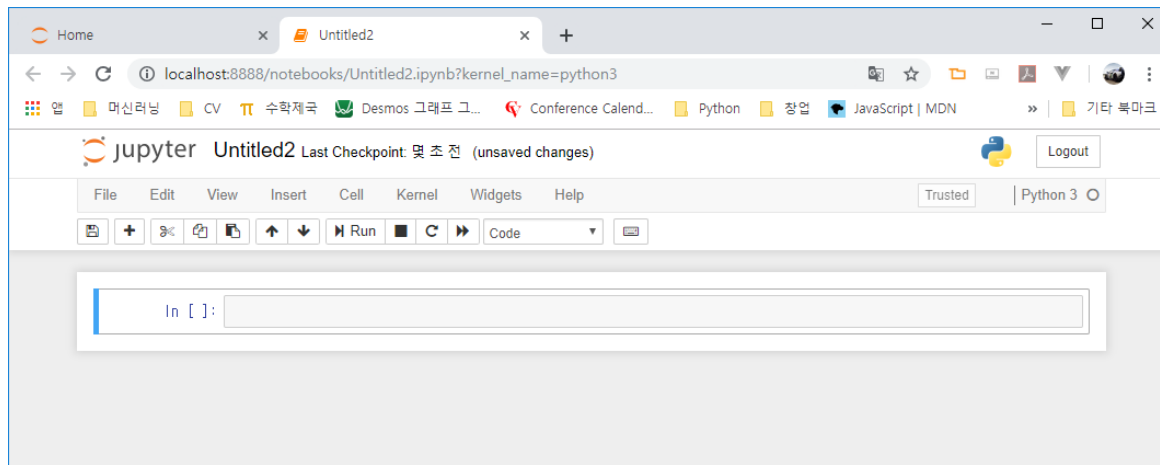 Home Untitled2
localhost:8888/notebooks/Untitled2.ipynb?kernel_name=python3
앱 머신러닝 CV 수학제국 Desmos 그래프 그... Conference Calend... Python 창업 JavaScript | MDN » 기타 북마크
jupyter Untitled2 Last Checkpoint: 몇 초 전 (unsaved changes) Logout
File Edit View Insert Cell Kernel Widgets Help Trusted Python 3
Run Code
In [ ]: